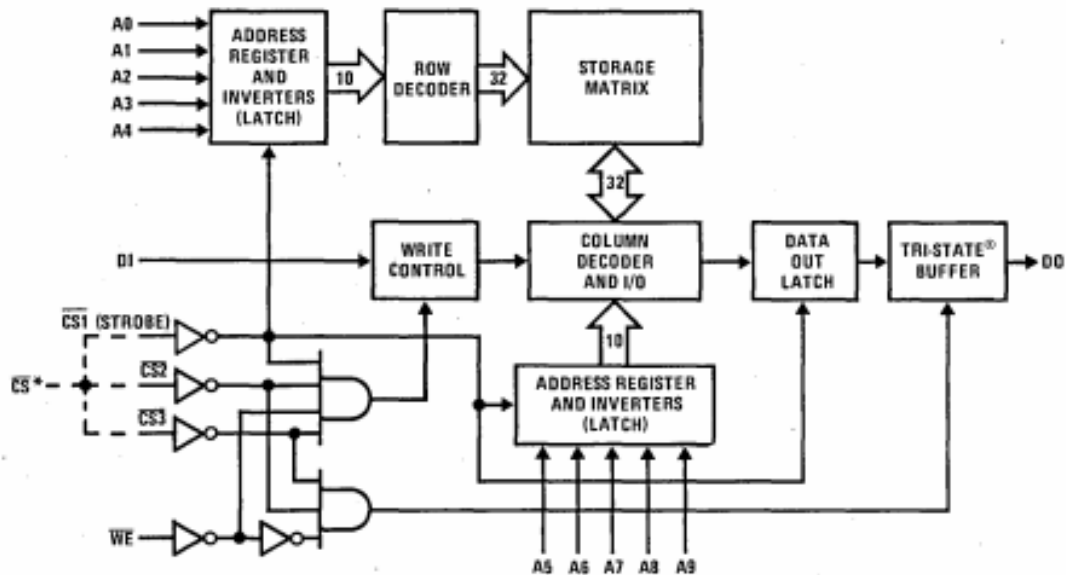 A0
A1
A2
A3
A4
ADDRESS
REGISTER
AND
INVERTERS
(LATCH)
10
ROW
DECODER
32
STORAGE
MATRIX
32
DI
WRITE
CONTROL
COLUMN
DECODER
AND I/O
DATA
OUT
LATCH
TRI-STATE®
BUFFER
DO
CS1 (STROBE)
CS*
CS2
CS3
10
ADDRESS REGISTER
AND INVERTERS
(LATCH)
WE
A5 A6 A7 A8 A9